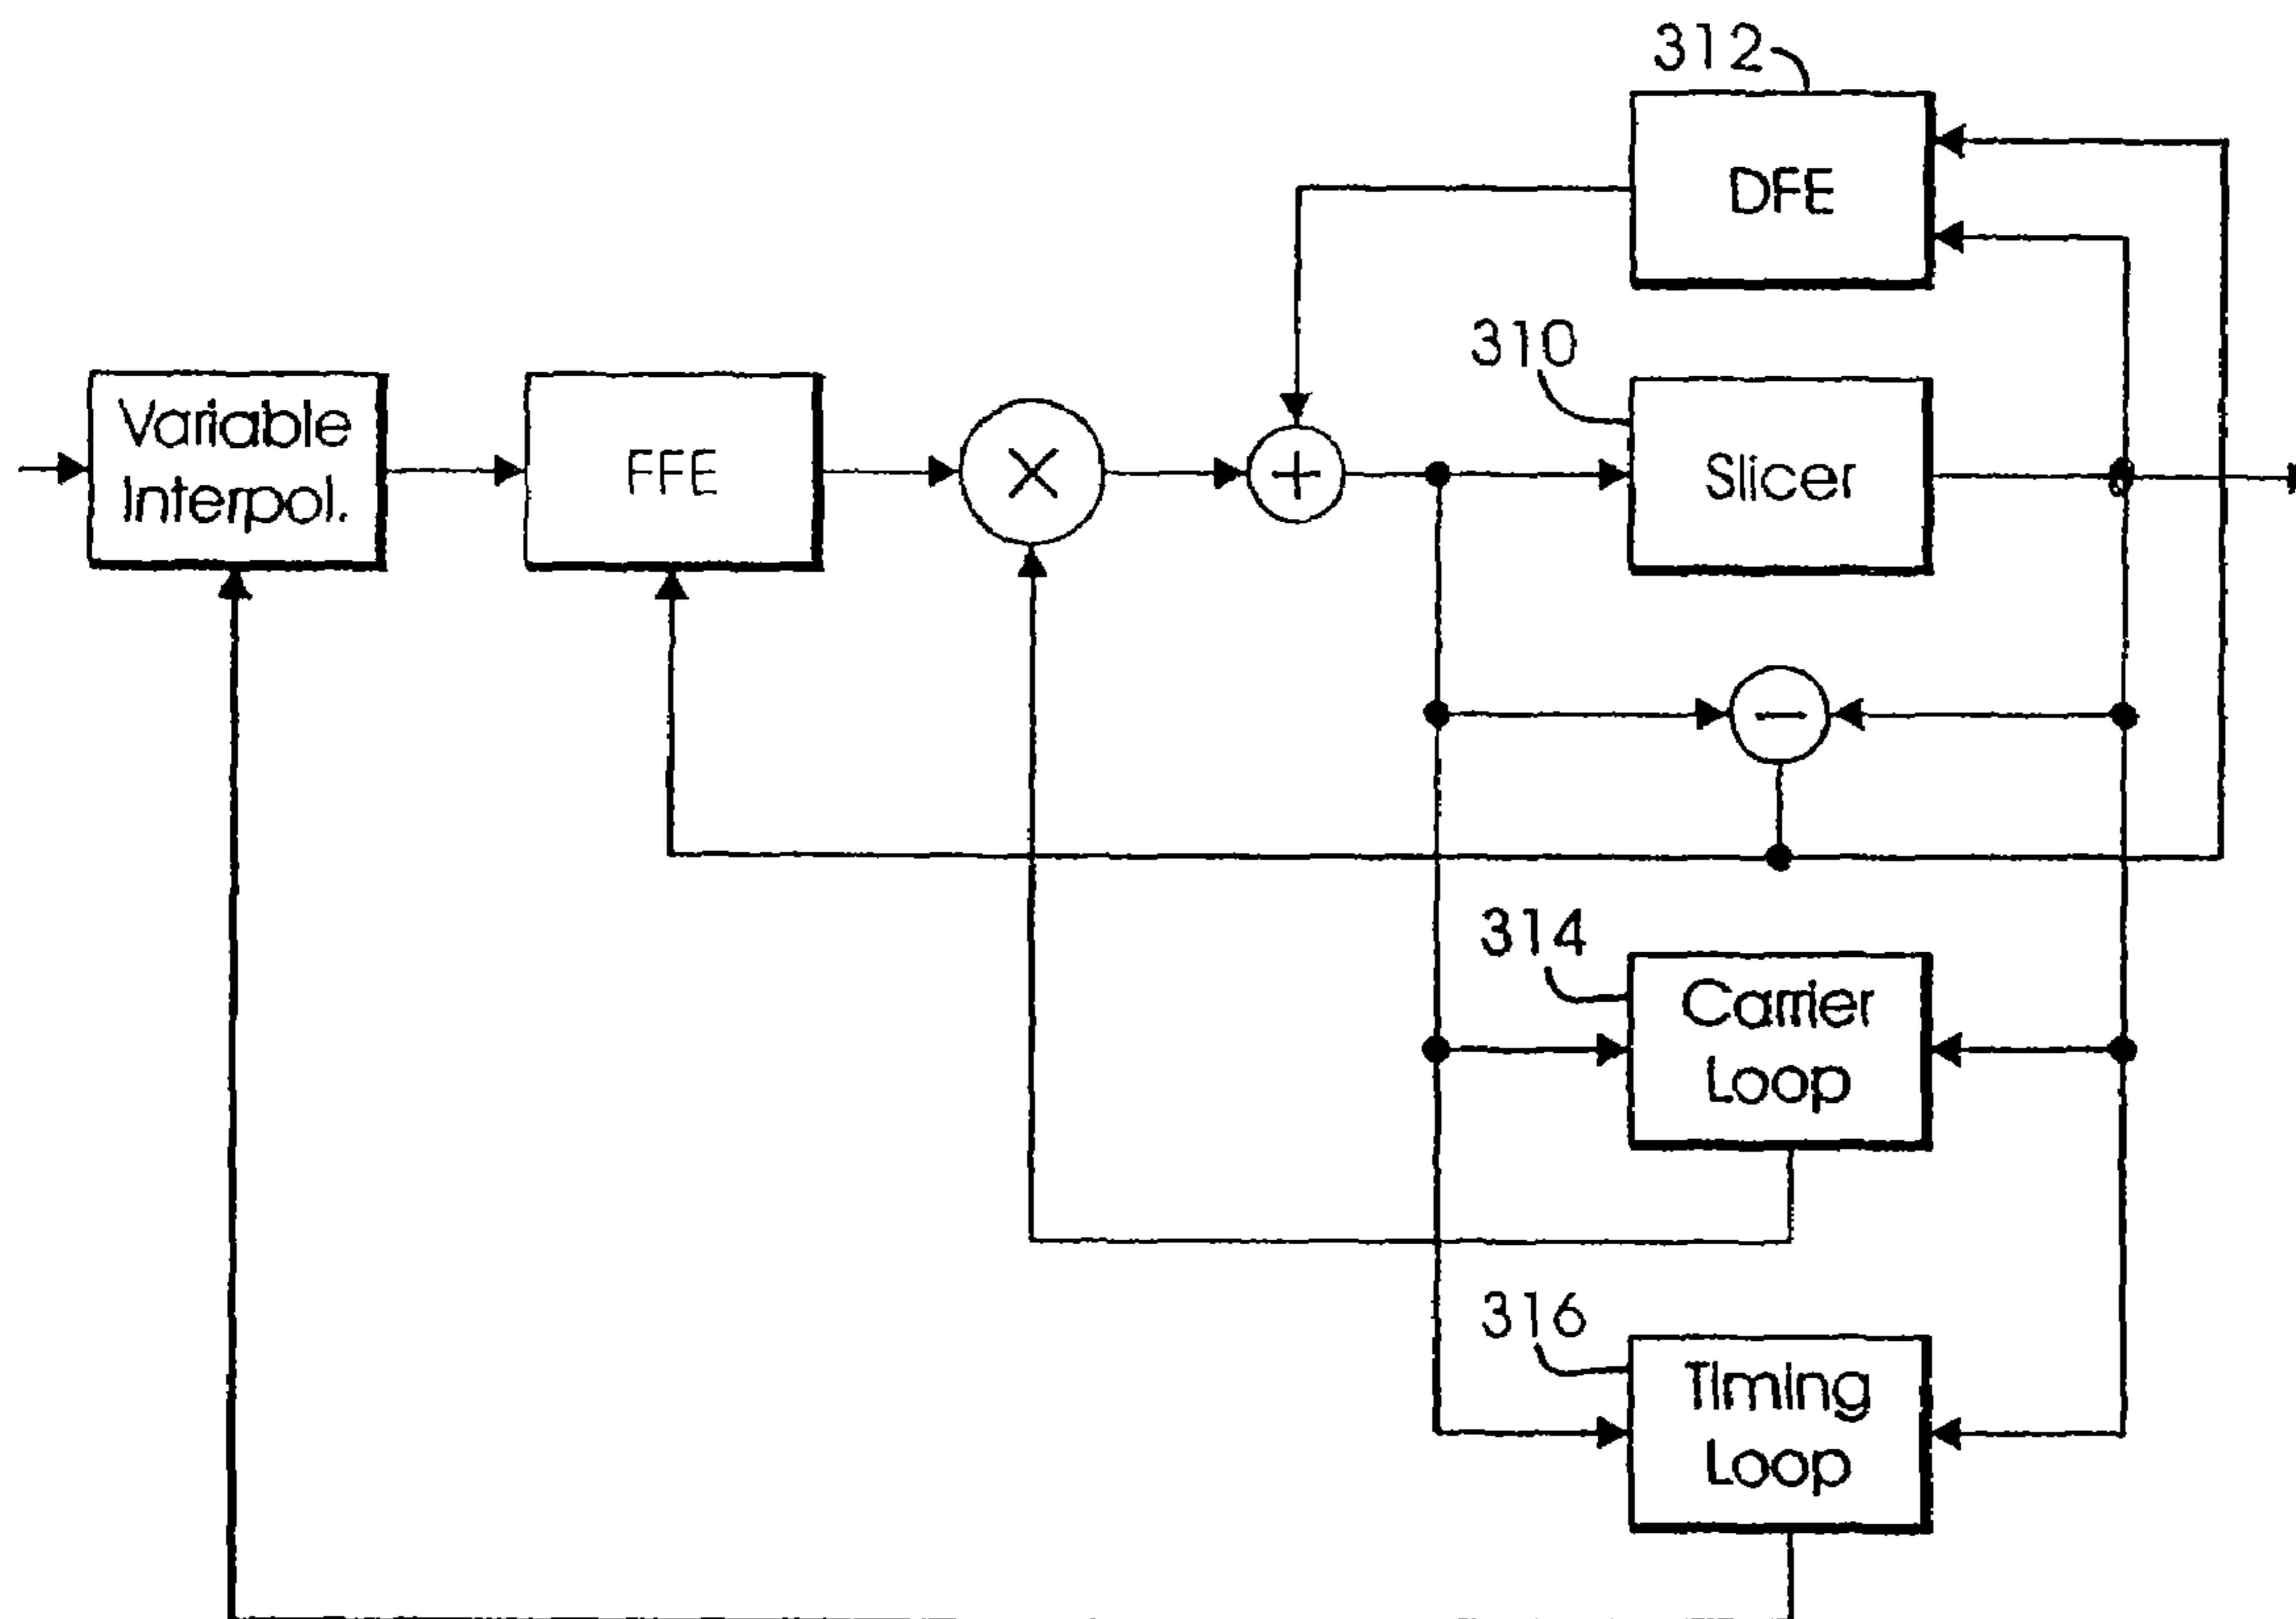 312
DFE
310
Variable
Interpol.
FFE
×
+
Slicer
−
314
Carrier
Loop
316
Timing
Loop